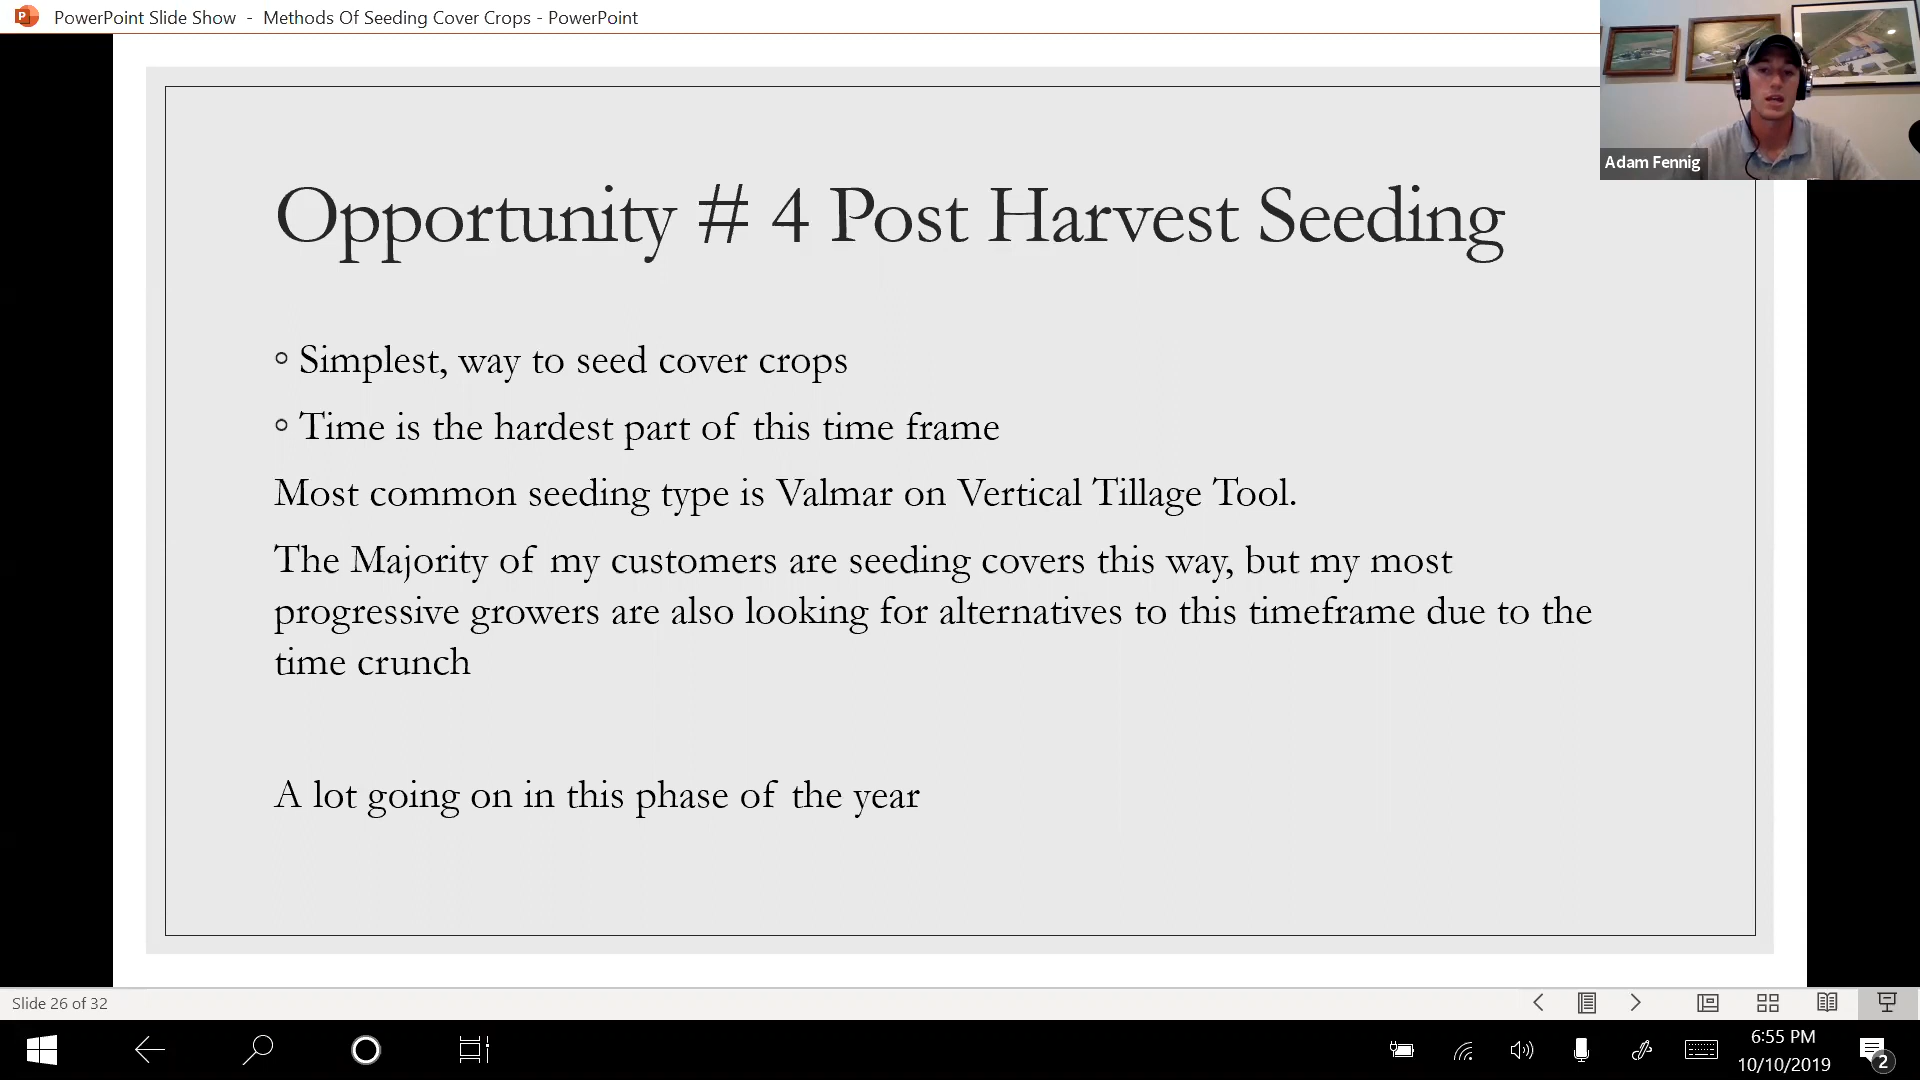 PowerPoint Slide Show - Methods Of Seeding Cover Crops - PowerPoint
Adam Fennig
Opportunity # 4 Post Harvest Seeding
Simplest, way to seed cover crops
Time is the hardest part of this time frame
Most common seeding type is Valmar on Vertical Tillage Tool.
The Majority of my customers are seeding covers this way, but my most
progressive growers are also looking for alternatives to this timeframe due to the
time crunch
A lot going on in this phase of the year
Slide 26 of 32
6:55 PM
10/10/2019
2